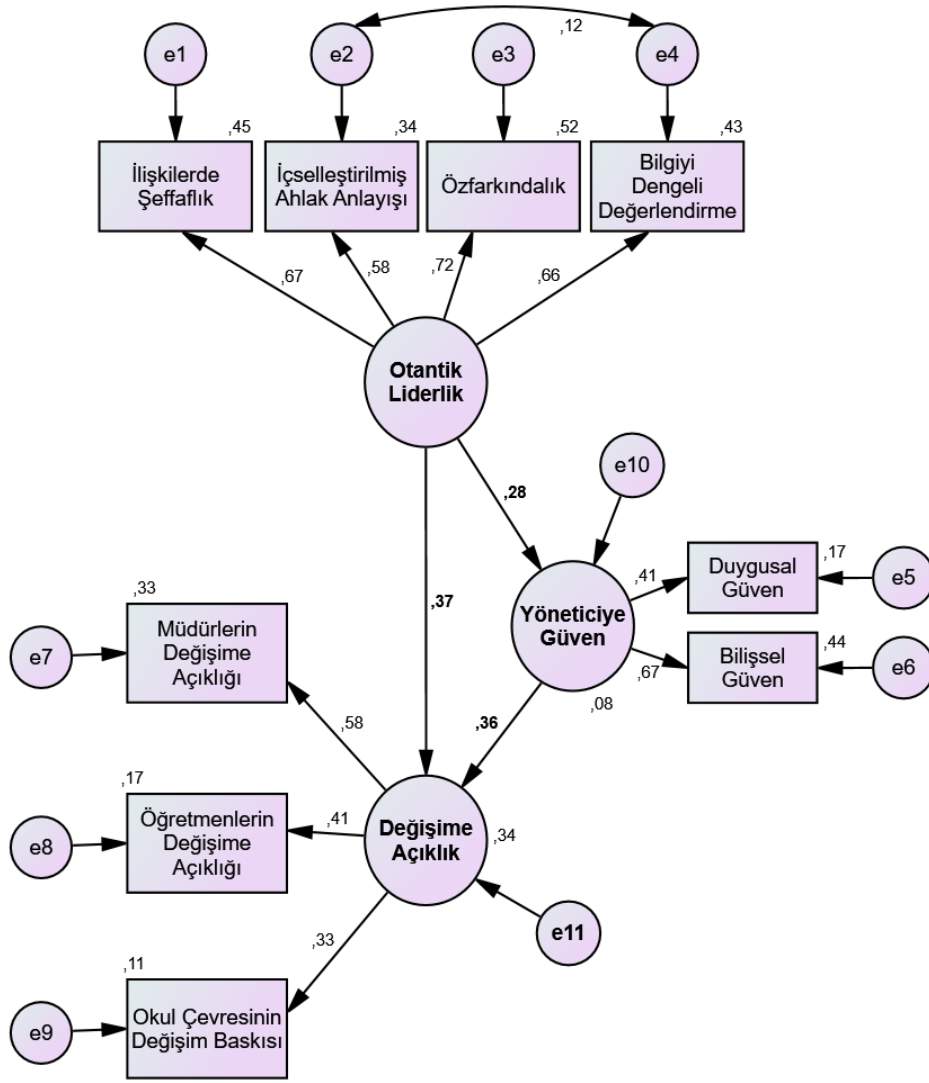 e1
e2
,12
e3
e4
,45
,34
,52
,43
İlişkilerde
Şeffaflık
İçselleştirilmiş
Ahlak Anlayışı
Özfarkındalık
Bilgiyi
Dengeli
Değerlendirme
,67
,58
,72
,66
Otantik
Liderlik
e10
,28
,37
Yöneticiye
Güven
,08
,41
Duygusal
Güven
,17
e5
,67
Bilişsel
Güven
,44
e6
,36
,33
e7
Müdürlerin
Değişime
Açıklığı
,58
,17
e8
Öğretmenlerin
Değişime
Açıklığı
,41
Değişime
Açıklık
,34
e11
,33
,11
e9
Okul Çevresinin
Değişim Baskısı